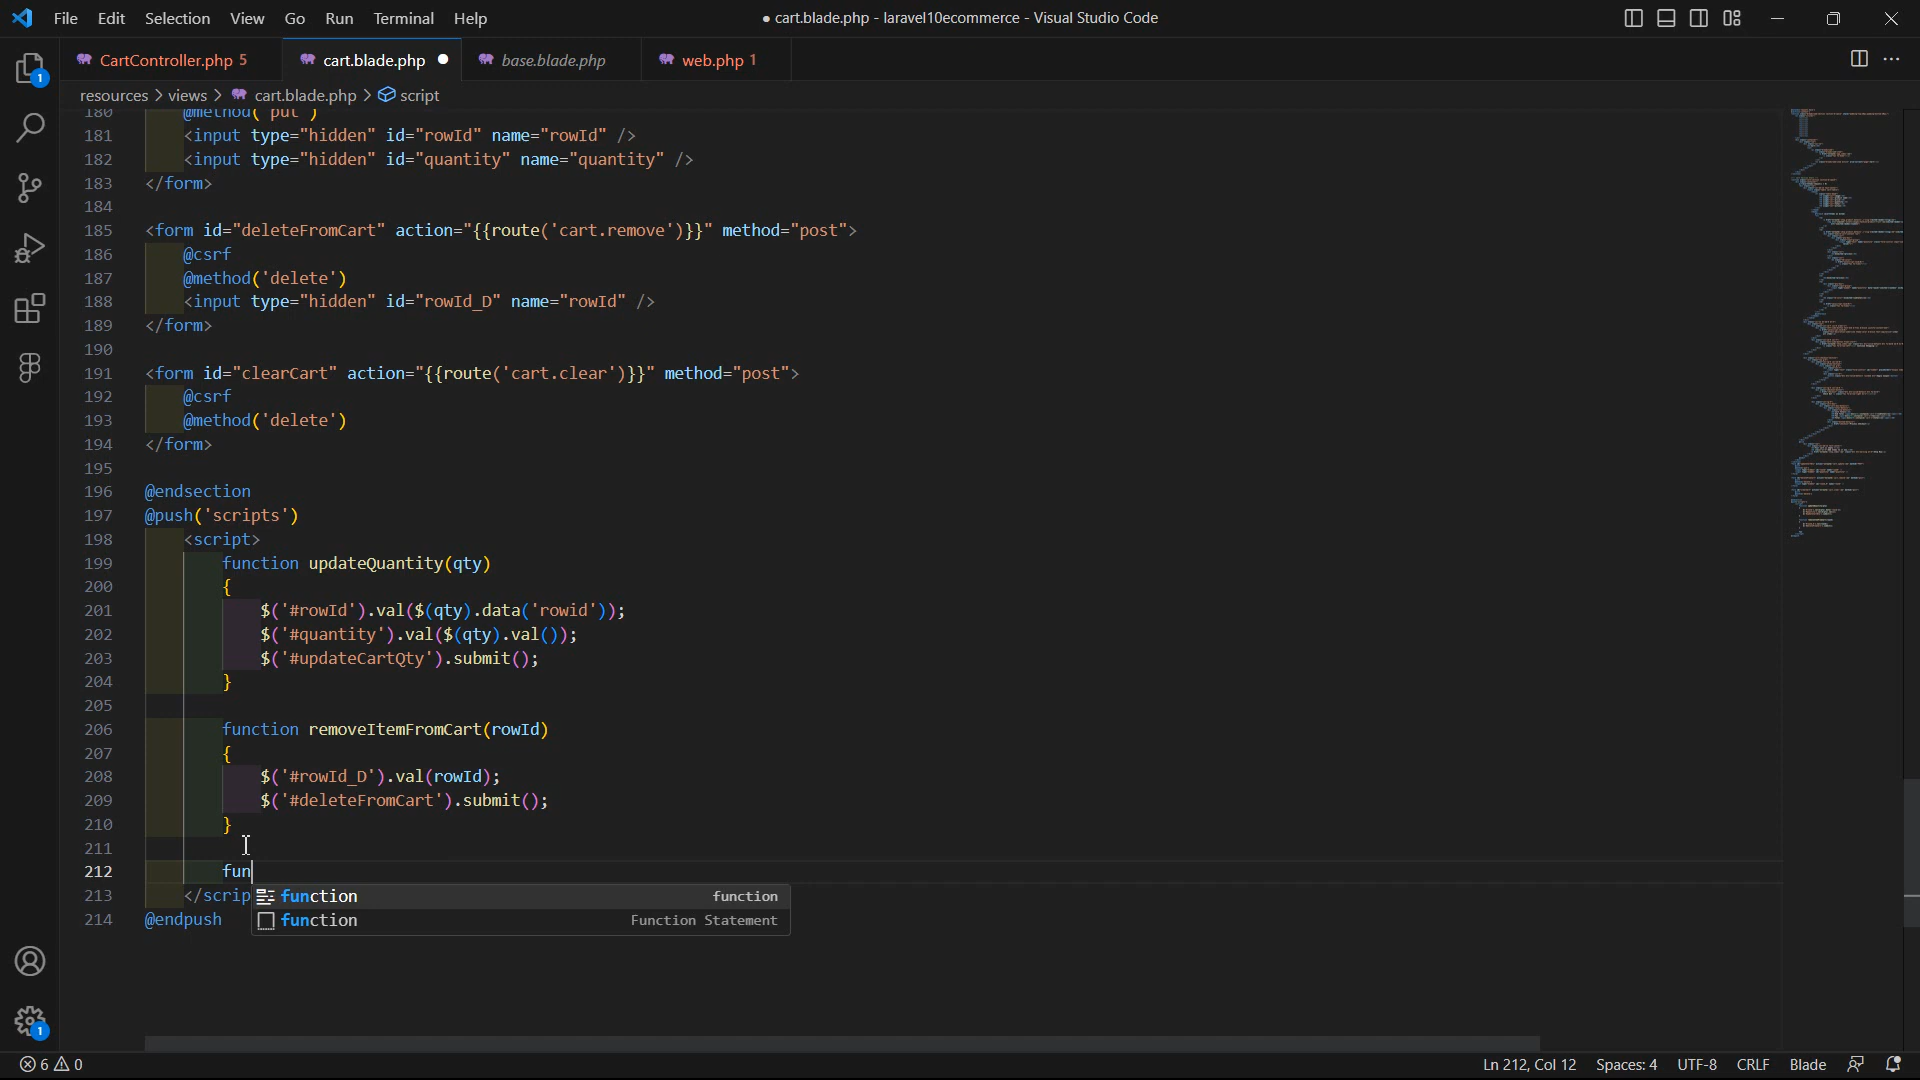 File Edit Selection View Go Run Terminal Help
● cart.blade.php - laravel10ecommerce - Visual Studio Code
CartController.php 5
cart.blade.php
base.blade.php
web.php 1
resources > views > cart.blade.php > script
180 @method('put')
181 <input type="hidden" id="rowId" name="rowId" />
182 <input type="hidden" id="quantity" name="quantity" />
183 </form>
184
185 <form id="deleteFromCart" action="{{route('cart.remove')}}" method="post">
186 @csrf
187 @method('delete')
188 <input type="hidden" id="rowId_D" name="rowId" />
189 </form>
190
191 <form id="clearCart" action="{{route('cart.clear')}}" method="post">
192 @csrf
193 @method('delete')
194 </form>
195
196 @endsection
197 @push('scripts')
198 <script>
199 function updateQuantity(qty)
200 {
201 $('#rowId').val($(qty).data('rowid'));
202 $('#quantity').val($(qty).val());
203 $('#updateCartQty').submit();
204 }
205
206 function removeItemFromCart(rowId)
207 {
208 $('#rowId_D').val(rowId);
209 $('#deleteFromCart').submit();
210 }
211
212 fun
213 </scrip
function function
214 @endpush
function Function Statement
1
1
6 0
Ln 212, Col 12 Spaces: 4 UTF-8 CRLF Blade